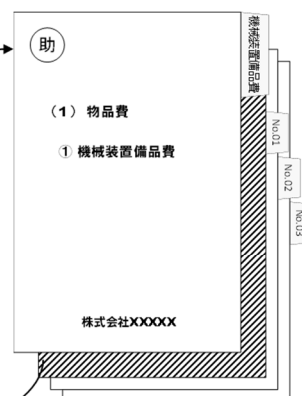 助
機械装置備品費
（1） 物品費
① 機械装置備品費
No.01
No.02
No.03
株式会社XXXXX